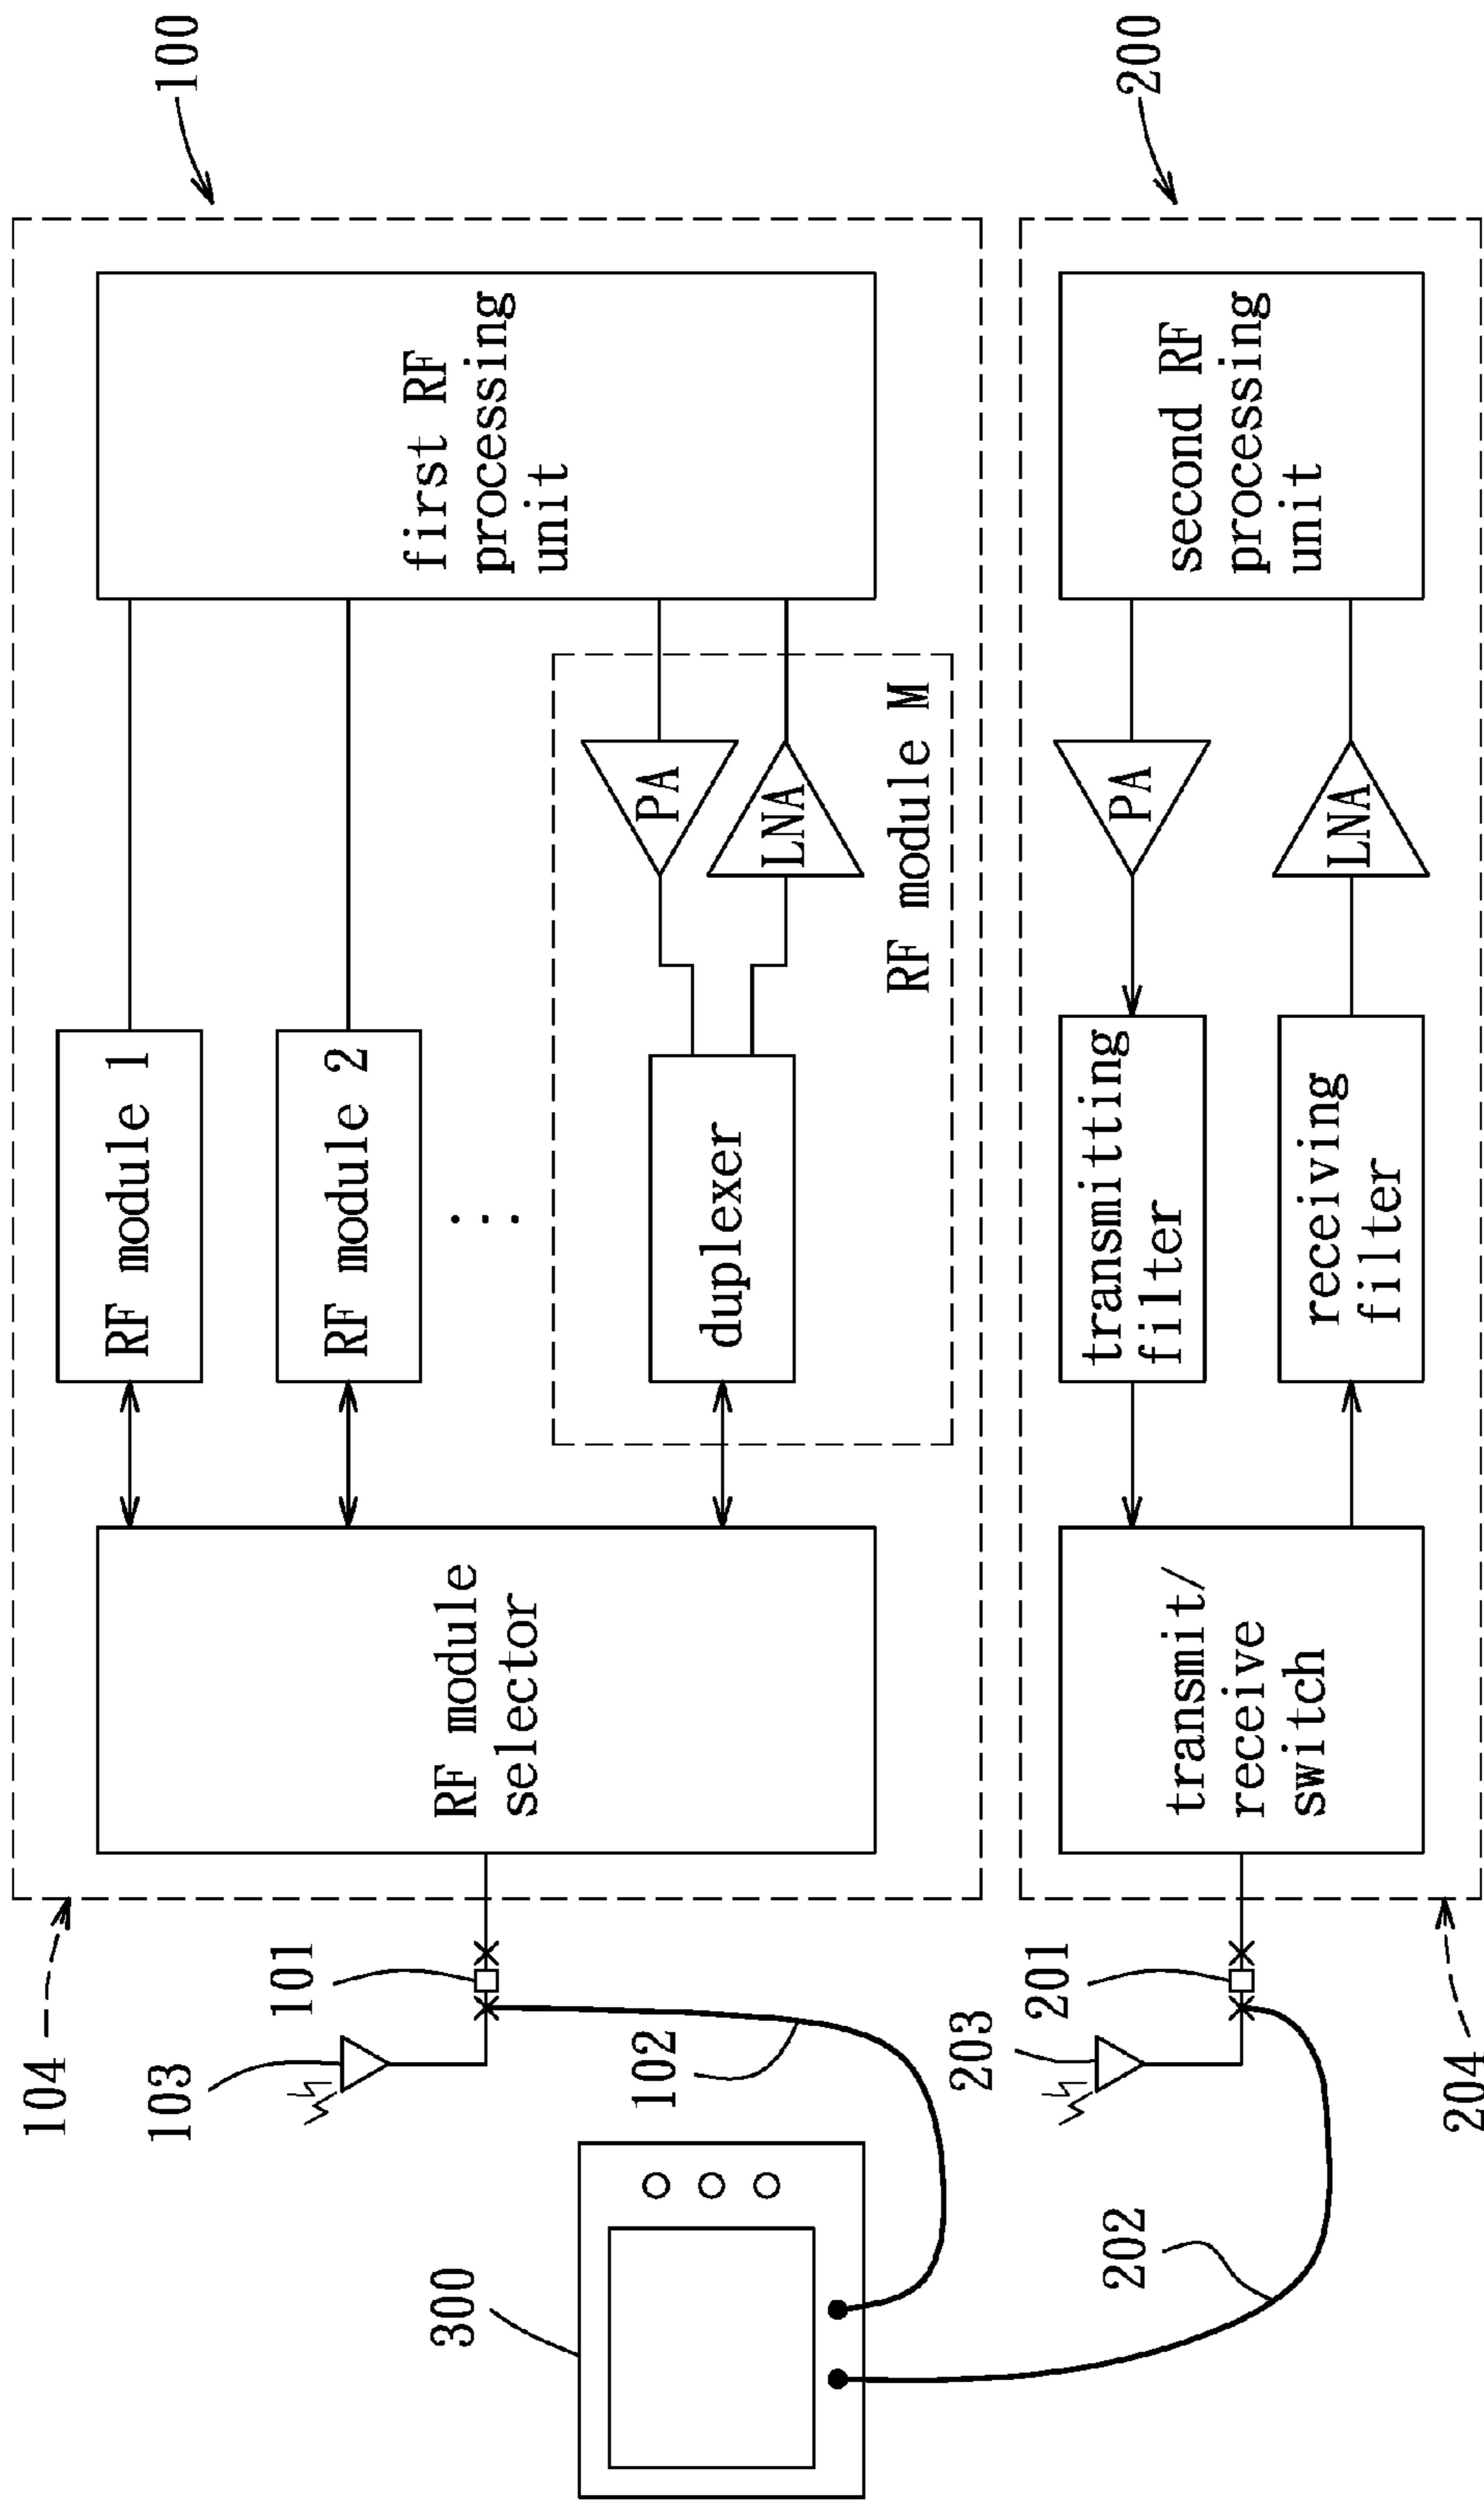 100
200
104
103
101
102
300
203
201
202
204
RF module
selector
RF module 1
RF module 2
duplexer
PA
LNA
RF module M
first RF
processing
unit
transmit/
receive
switch
transmitting
filter
receiving
filter
PA
LNA
second RF
processing
unit